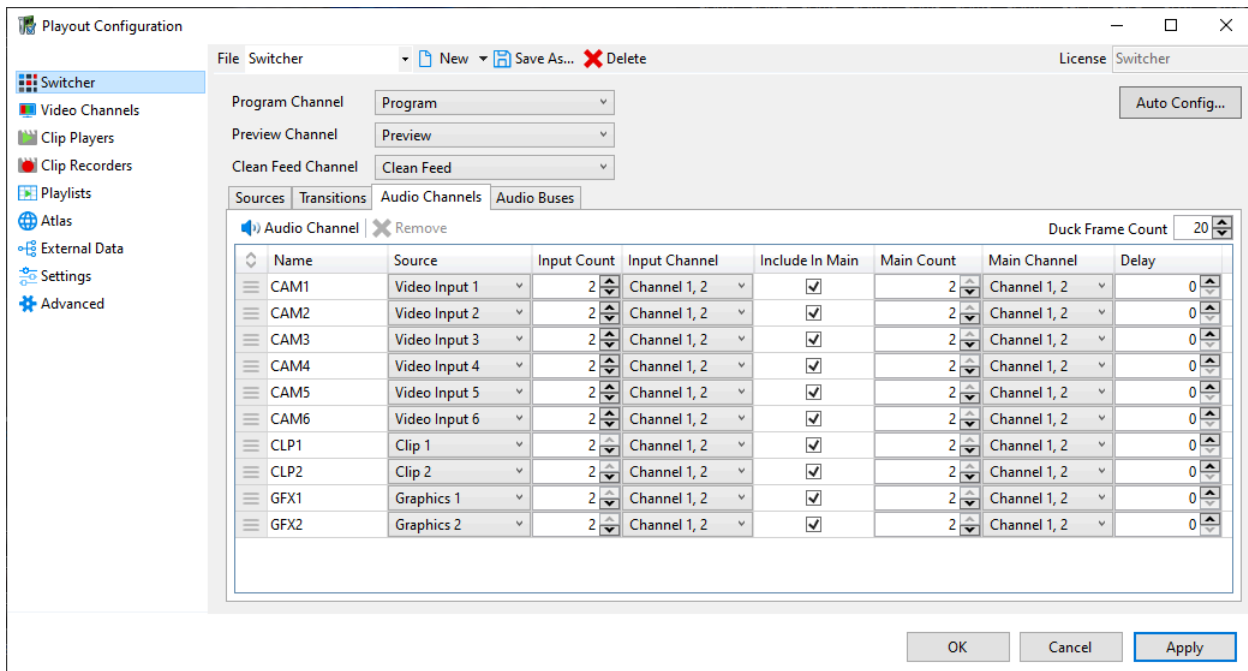 Playout Configuration
File Switcher New Save As... Delete License Switcher
Switcher
Video Channels
Clip Players
Clip Recorders
Playlists
Atlas
External Data
Settings
Advanced
Program Channel Program Auto Config...
Preview Channel Preview
Clean Feed Channel Clean Feed
Sources Transitions Audio Channels Audio Buses
Audio Channel Remove Duck Frame Count 20
Name Source Input Count Input Channel Include In Main Main Count Main Channel Delay
CAM1 Video Input 1 2 Channel 1, 2 2 Channel 1, 2 0
CAM2 Video Input 2 2 Channel 1, 2 2 Channel 1, 2 0
CAM3 Video Input 3 2 Channel 1, 2 2 Channel 1, 2 0
CAM4 Video Input 4 2 Channel 1, 2 2 Channel 1, 2 0
CAM5 Video Input 5 2 Channel 1, 2 2 Channel 1, 2 0
CAM6 Video Input 6 2 Channel 1, 2 2 Channel 1, 2 0
CLP1 Clip 1 2 Channel 1, 2 2 Channel 1, 2 0
CLP2 Clip 2 2 Channel 1, 2 2 Channel 1, 2 0
GFX1 Graphics 1 2 Channel 1, 2 2 Channel 1, 2 0
GFX2 Graphics 2 2 Channel 1, 2 2 Channel 1, 2 0
OK Cancel Apply